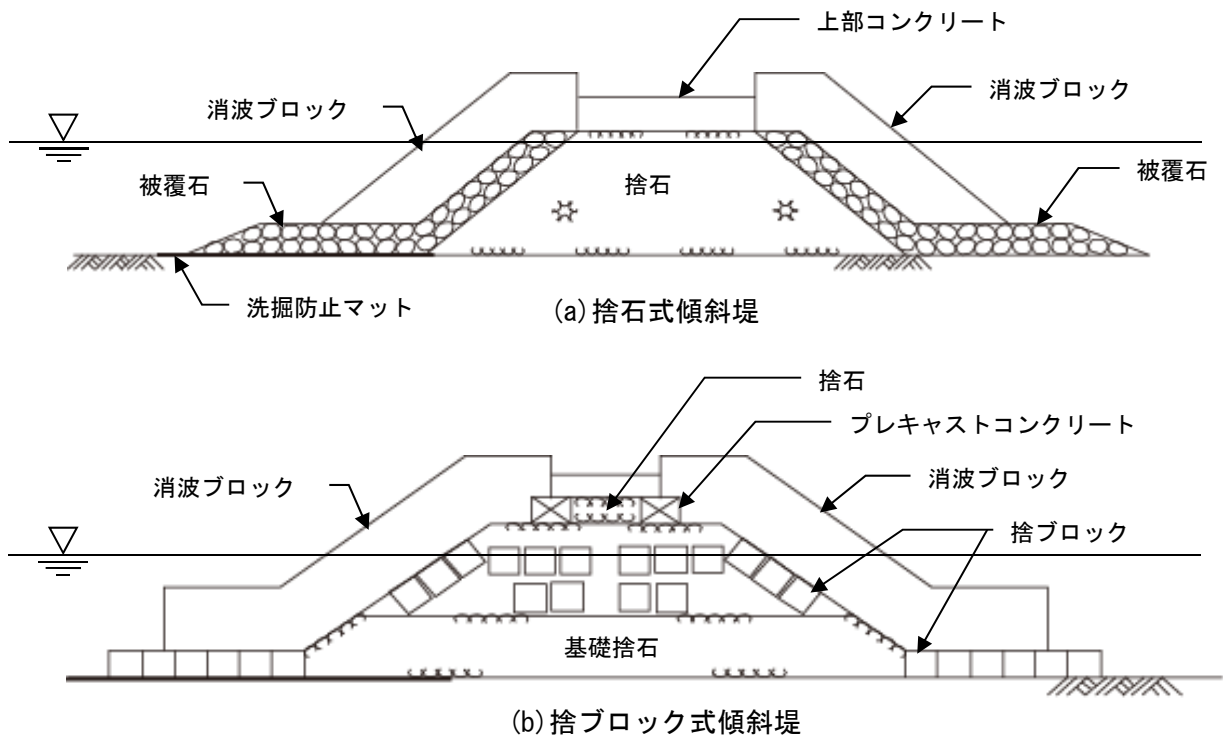 上部コンクリート
消波ブロック
消波ブロック
被覆石
捨石
被覆石
洗掘防止マット
(a)捨石式傾斜堤
捨石
プレキャストコンクリート
消波ブロック
消波ブロック
捨ブロック
基礎捨石
(b)捨ブロック式傾斜堤